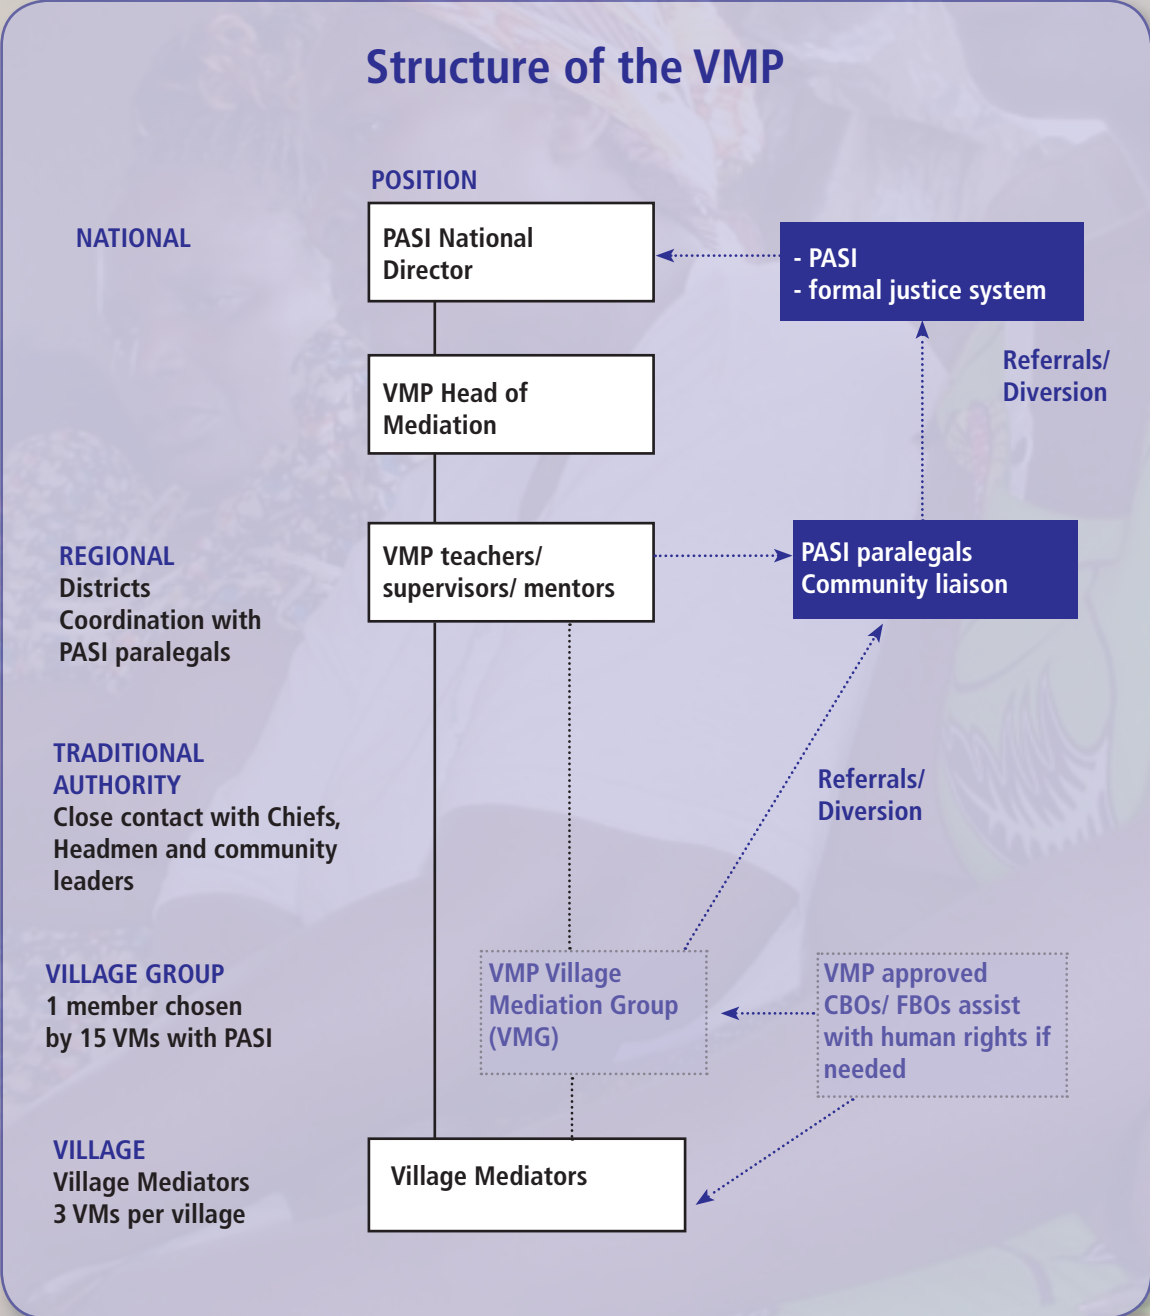 Structure of the VMP
POSITION
NATIONAL
PASI National
Director
- PASI
- formal justice system
Referrals/
Diversion
VMP Head of
Mediation
REGIONAL
Districts
Coordination with
PASI paralegals
VMP teachers/
supervisors/ mentors
PASI paralegals
Community liaison
TRADITIONAL
AUTHORITY
Close contact with Chiefs,
Headmen and community
leaders
Referrals/
Diversion
VILLAGE GROUP
1 member chosen
by 15 VMs with PASI
VMP Village
Mediation Group
(VMG)
VMP approved
CBOs/ FBOs assist
with human rights if
needed
VILLAGE
Village Mediators
3 VMs per village
Village Mediators